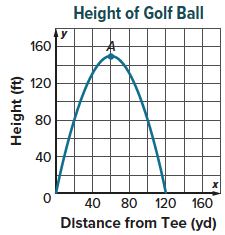 Height of Golf Ball
y
A
160
120
80
40
0
Height (ft)
x
40 80 120 160
Distance from Tee (yd)